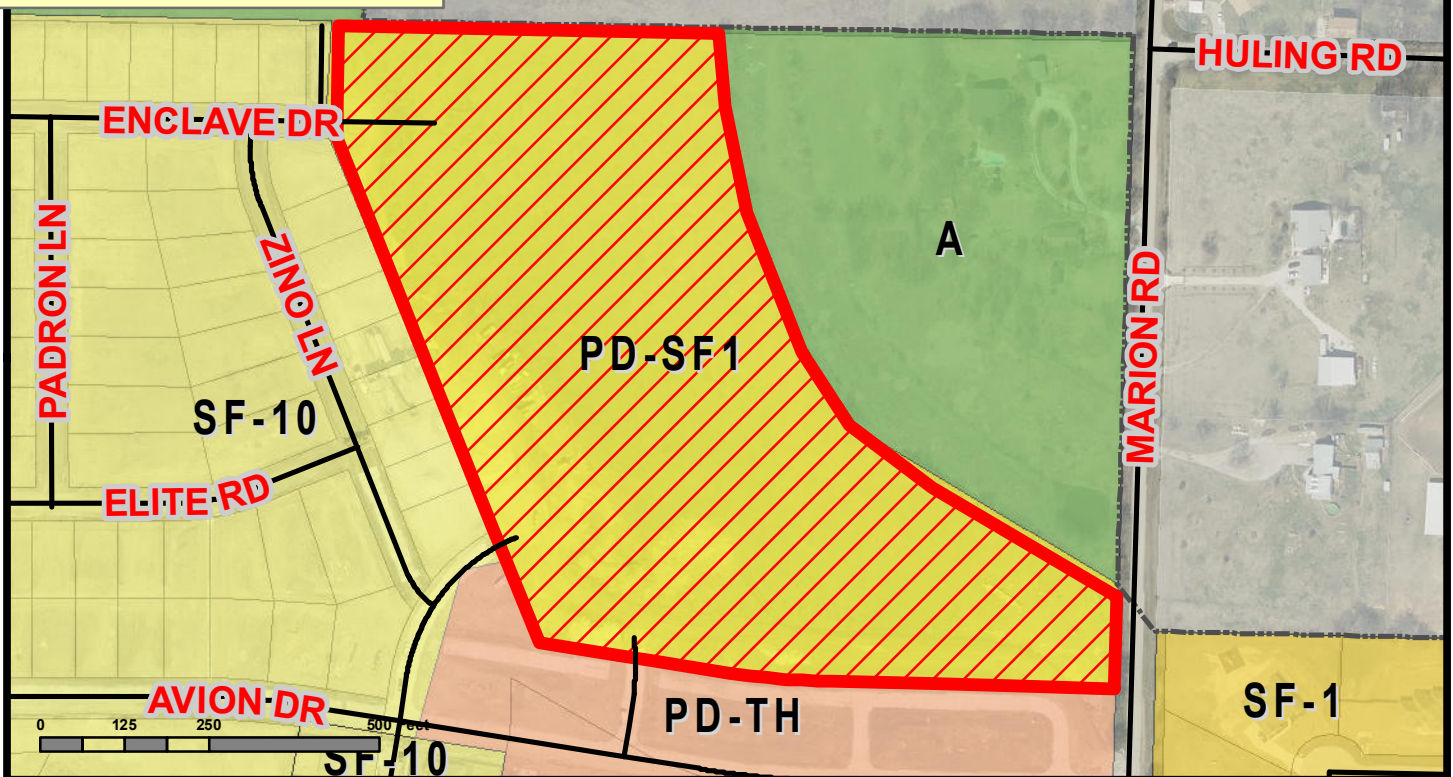 HULING RD
ENCLAVE DR
PADRON LN
ZINO LN
A
MARION RD
PD-SF1
SF-10
ELITE RD
AVION DR
PD-TH
SF-1
0 125 250 500 Feet
SF-10